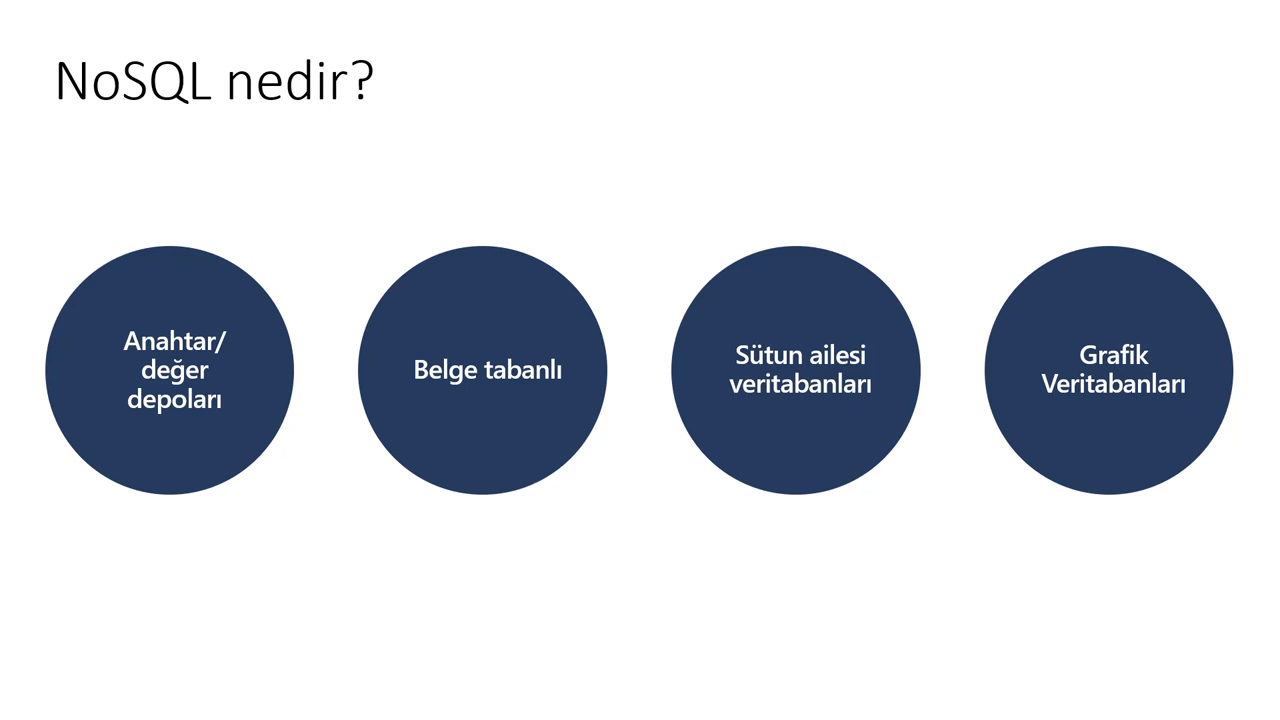 NoSQL nedir?
Anahtar/
değer
depoları
Belge tabanlı
Sütun ailesi
veritabanları
Grafik
Veritabanları